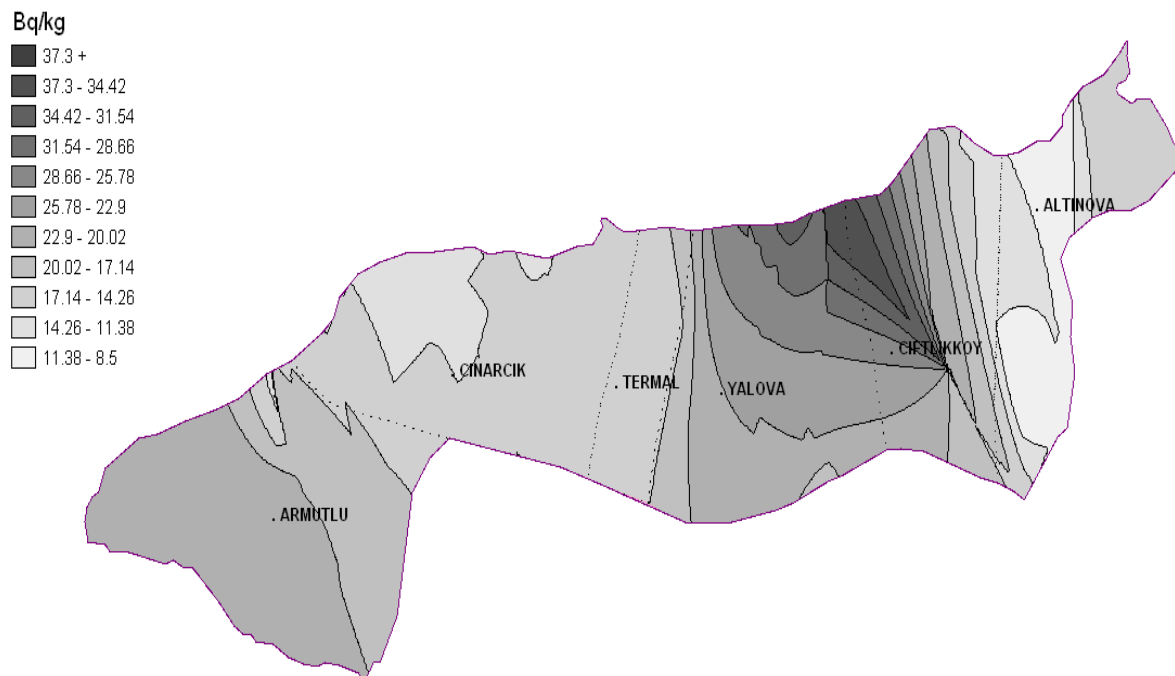 Bq/kg
37.3 +
37.3 - 34.42
34.42 - 31.54
31.54 - 28.66
28.66 - 25.78
25.78 - 22.9
22.9 - 20.02
20.02 - 17.14
17.14 - 14.26
14.26 - 11.38
11.38 - 8.5
.ALTINOVA
.CIFTLIKKOY
.CINARCIK
.TERMAL
.YALOVA
.ARMUTLU